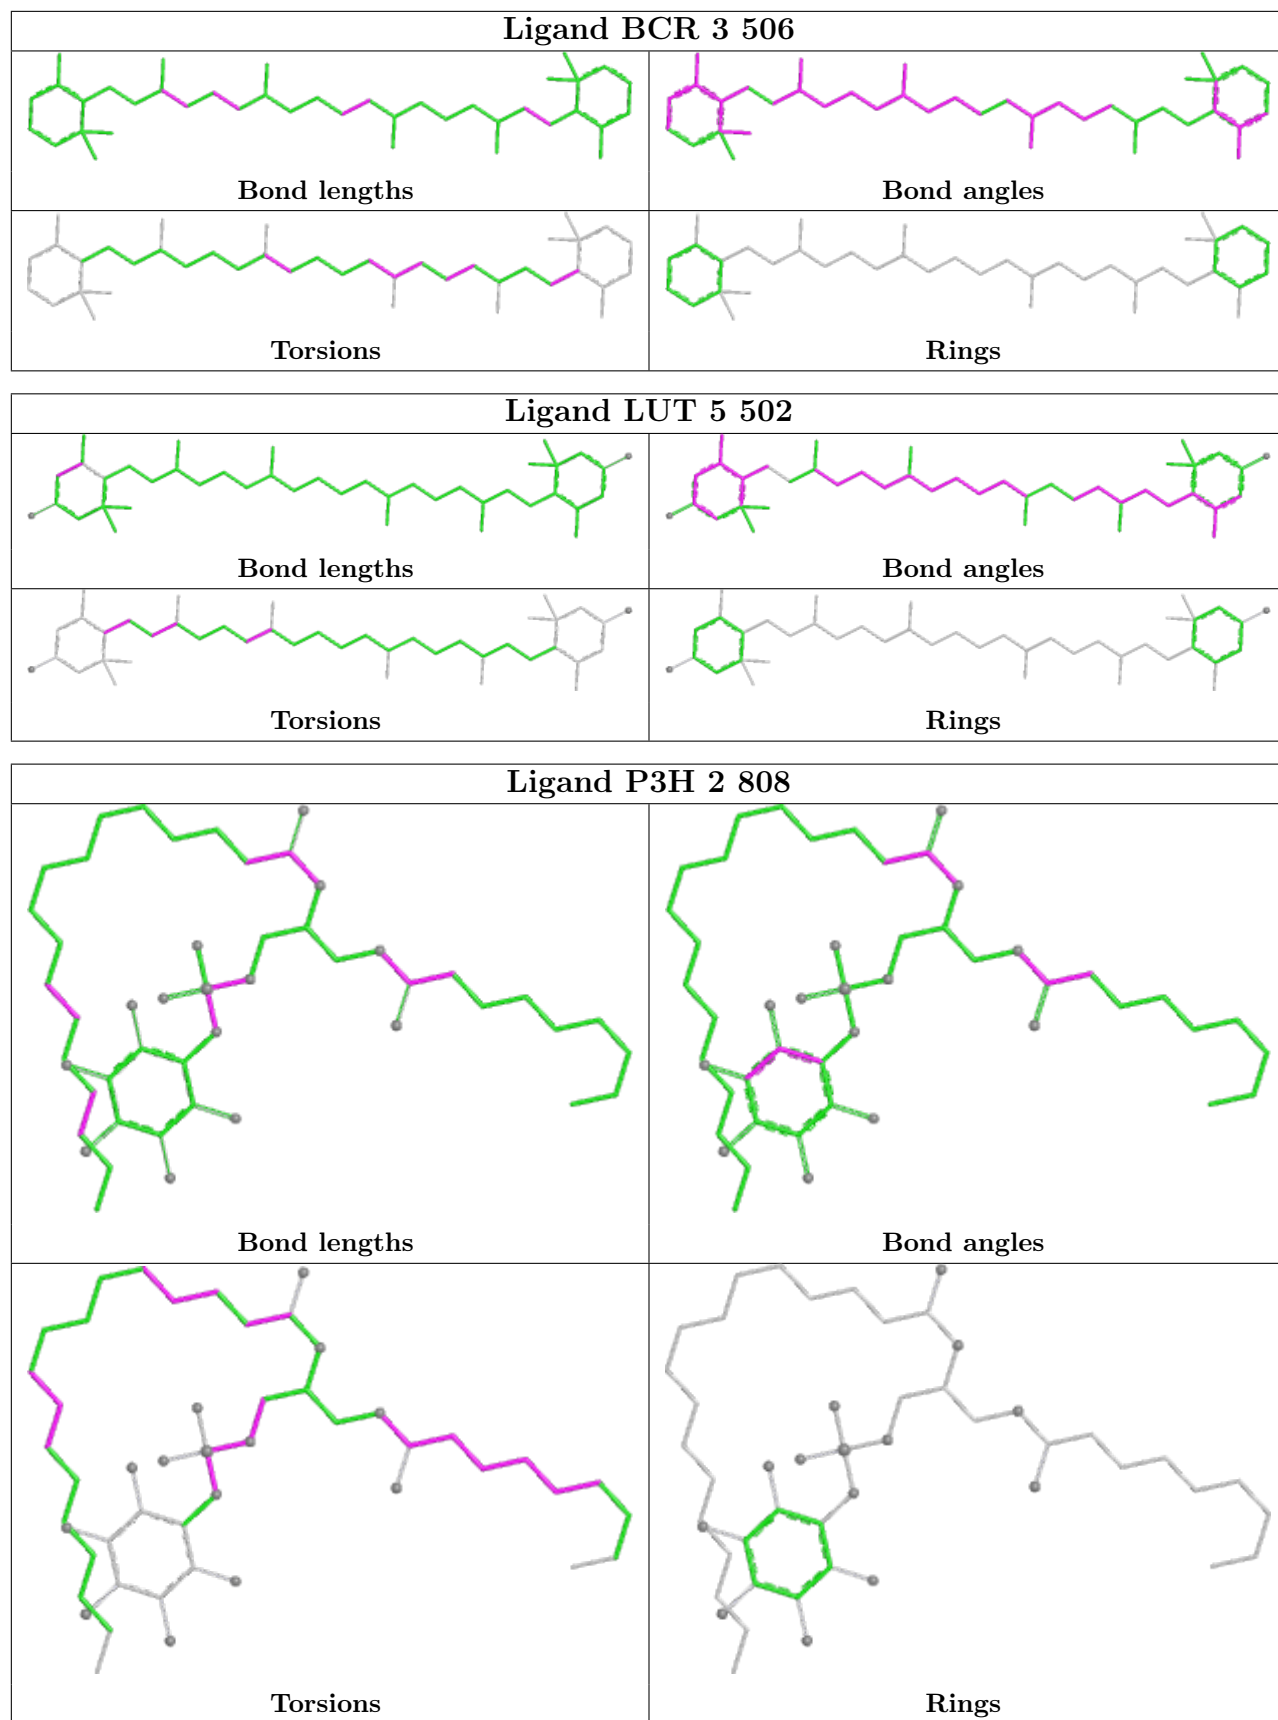 Ligand BCR 3 506
Bond lengths
Bond angles
Torsions
Rings
Ligand LUT 5 502
Bond lengths
Bond angles
Torsions
Rings
Ligand P3H 2 808
Bond lengths
Bond angles
Torsions
Rings